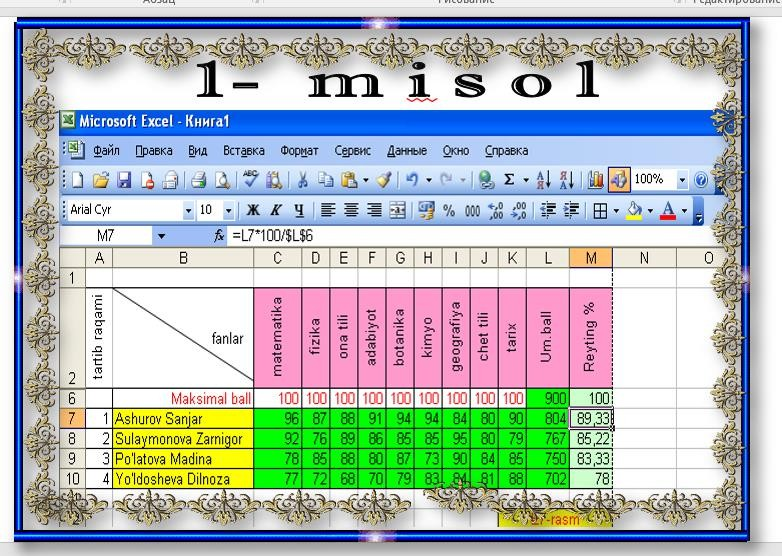 1- misol
Microsoft Excel - Книга1
Файл Правка Вид Вставка Формат Сервис Данные Окно Справка
100%
Arial Cyr 10 Ж К Ч % 000
M7 fx =L7*100/$L$6
A B C D E F G H I J K L M N O
1
2 tartib raqami fanlar matematika fizika ona tili adabiyot botanika kimyo geografiya chet tili tarix Um.ball Reyting %
6 Maksimal ball 100 100 100 100 100 100 100 100 100 900 100
7 1 Ashurov Sanjar 96 87 88 91 94 94 84 80 90 804 89,33
8 2 Sulaymonova Zarnigor 92 76 89 86 85 85 95 80 79 767 85,22
9 3 Po'latova Madina 78 85 88 80 87 73 90 84 85 750 83,33
10 4 Yo'ldosheva Dilnoza 77 72 68 70 79 83 84 81 88 702 78